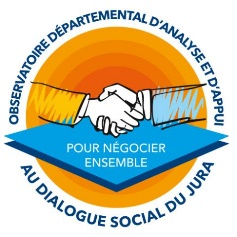 OBSERVATOIRE DÉPARTEMENTAL D'ANALYSE ET D'APPUI
POUR NÉGOCIER
ENSEMBLE
AU DIALOGUE SOCIAL DU JURA